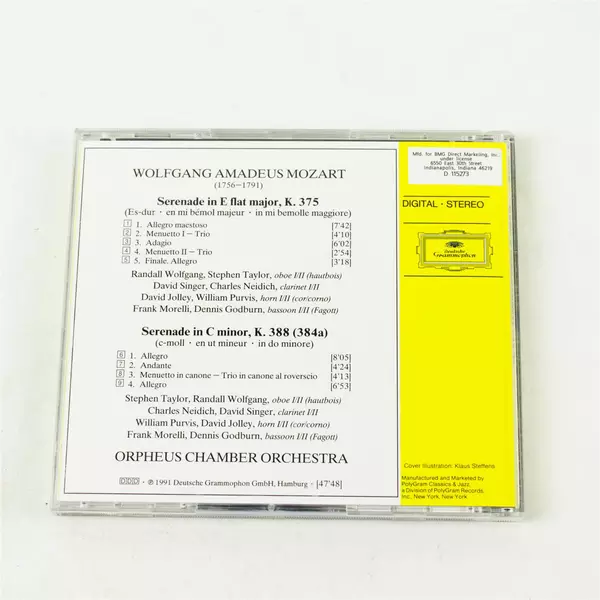 WOLFGANG AMADEUS MOZART
(1756–1791)
Serenade in E flat major, K. 375
(Es-dur · en mi bémol majeur · in mi bemolle maggiore)
1 1. Allegro maestoso [7'42]
2 2. Menuetto I – Trio [4'10]
3 3. Adagio [6'02]
4 4. Menuetto II – Trio [2'54]
5 5. Finale. Allegro [3'18]
Randall Wolfgang, Stephen Taylor, oboe I/II (hautbois)
David Singer, Charles Neidich, clarinet I/II
David Jolley, William Purvis, horn I/II (cor/corno)
Frank Morelli, Dennis Godburn, bassoon I/II (Fagott)
Serenade in C minor, K. 388 (384a)
(c-moll · en ut mineur · in do minore)
6 1. Allegro [8'05]
7 2. Andante [4'24]
8 3. Menuetto in canone – Trio in canone al roverscio [4'13]
9 4. Allegro [6'53]
Stephen Taylor, Randall Wolfgang, oboe I/II (hautbois)
Charles Neidich, David Singer, clarinet I/II
William Purvis, David Jolley, horn I/II (cor/corno)
Frank Morelli, Dennis Godburn, bassoon I/II (Fagott)
ORPHEUS CHAMBER ORCHESTRA
DDD · ℗ 1991 Deutsche Grammophon GmbH, Hamburg · [47'48]
Mfd. for BMG Direct Marketing, Inc.
under license
6550 East 30th Street
Indianapolis, Indiana 46219
D 115273
DIGITAL · STEREO
Deutsche
Grammophon
Cover Illustration: Klaus Steffens
Manufactured and Marketed by
PolyGram Classics & Jazz,
a Division of PolyGram Records,
Inc., New York, New York